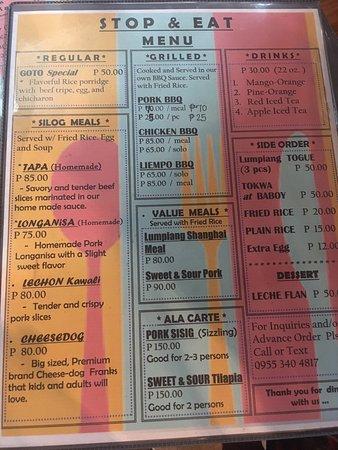 STOP & EAT
MENU
REGULAR
GOTO Special P 50.00
* Flavorful Rice porridge
with beef tripe, egg, and
chicharon
SILOG MEALS
Served w/ Fried Rice, Egg
and Soup
* TAPA (Homemade)
P 85.00
- Savory and tender beef
slices marinated in our
home made sauce.
*LONGANISA (Homemade)
P 75.00
- Homemade Pork
Longanisa with a Slight
sweet flavor
. LECHON Kawali
P 80.00
- Tender and crispy
pork slices
. CHEESEDOG
P 80.00
- Big sized, Premium
brand Cheese-dog Franks
that kids and adults will
love.
GRILLED
Cooked and Served in our
own BBQ Sauce. Served
with Fried Rice.
PORK BBQ
.00 / meal P70
.00 / pc P25
CHICKEN BBQ
P 85.00 / meal
P 65.00 / solo
LIEMPO BBQ
P 85.00 / meal
P 65.00 / solo
VALUE MEALS
Served with Fried Rice
Lumpiang Shanghai
Meal
P 80.00
Sweet & Sour Pork
P 90.00
ALA CARTE
PORK SISIG (Sizzling)
P 150.00
Good for 2-3 persons
SWEET & SOUR Tilapia
P 150.00
Good for 2 persons
DRINKS
P 30.00 (22 oz.)
1. Mango-Orange
2. Pine-Orange
3. Red Iced Tea
4. Apple Iced Tea
SIDE ORDER
Lumpiang TOGUE
(3 pcs) P 50.00
TOKWA
at BABOY P 50.
FRIED RICE P 20.00
PLAIN RICE P 15.00
Extra Egg P 12.00
DESSERT
LECHE FLAN P 50.
For Inquiries and/o
Advance Order Pls
Call or Text
0955 340 4817
Thank you for din
with us ...